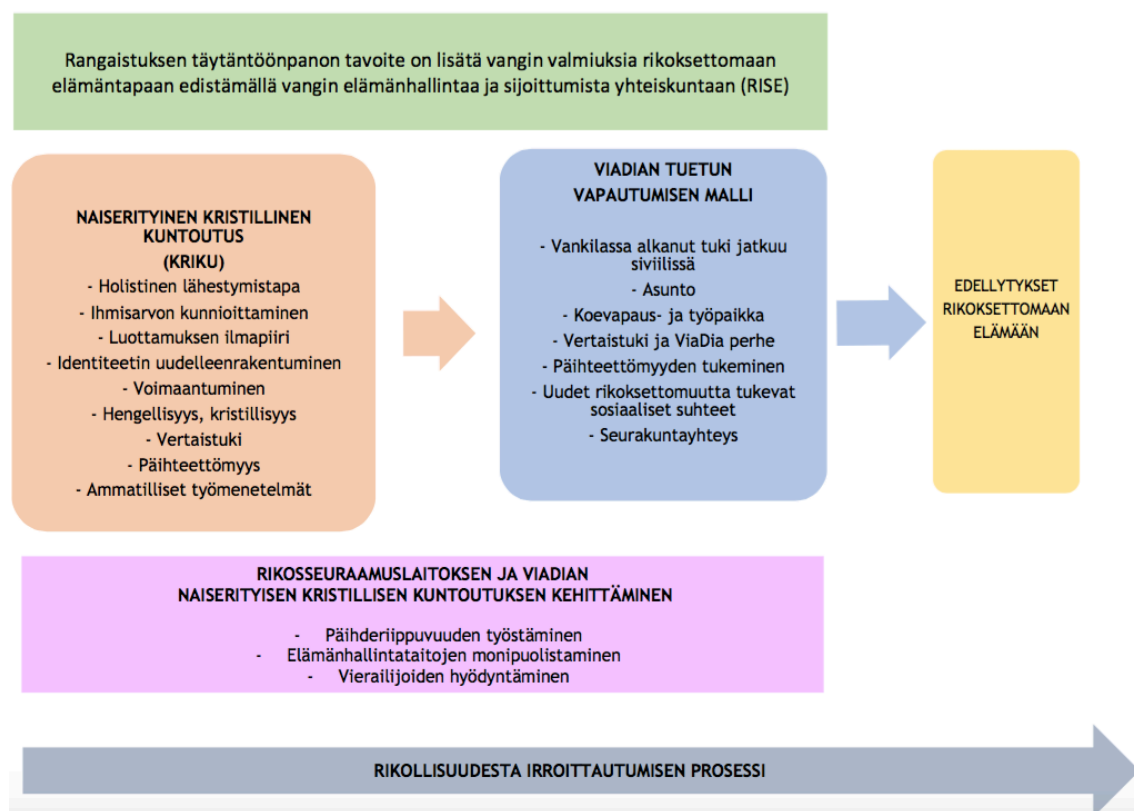 Rangaistuksen täytäntöönpanon tavoite on lisätä vangin valmiuksia rikoksettomaan
elämäntapaan edistämällä vangin elämänhallintaa ja sijoittumista yhteiskuntaan (RISE)
NAISERITYINEN KRISTILLINEN
KUNTOUTUS
(KRIKU)
- Holistinen lähestymistapa
- Ihmisarvon kunnioittaminen
- Luottamuksen ilmapiiri
- Identiteetin uudelleenrakentuminen
- Voimaantuminen
- Hengellisyys, kristillisyys
- Vertaistuki
- Päihteettömyys
- Ammatilliset työmenetelmät
VIADIAN TUETUN
VAPAUTUMISEN MALLI
- Vankilassa alkanut tuki jatkuu
siviilissä
- Asunto
- Koevapaus- ja työpaikka
- Vertaistuki ja ViaDia perhe
- Päihteettömyyden tukeminen
- Uudet rikoksettomuutta tukevat
sosiaaliset suhteet
- Seurakuntayhteys
EDELLYTYKSET
RIKOKSETTOMAAN
ELÄMÄÄN
RIKOSSEURAAMUSLAITOKSEN JA VIADIAN
NAISERITYISEN KRISTILLISEN KUNTOUTUKSEN KEHITTÄMINEN
- Päihderiippuvuuden työstäminen
- Elämänhallintataitojen monipuolistaminen
- Vierailijoiden hyödyntäminen
RIKOLLISUUDESTA IRROITTAUTUMISEN PROSESSI